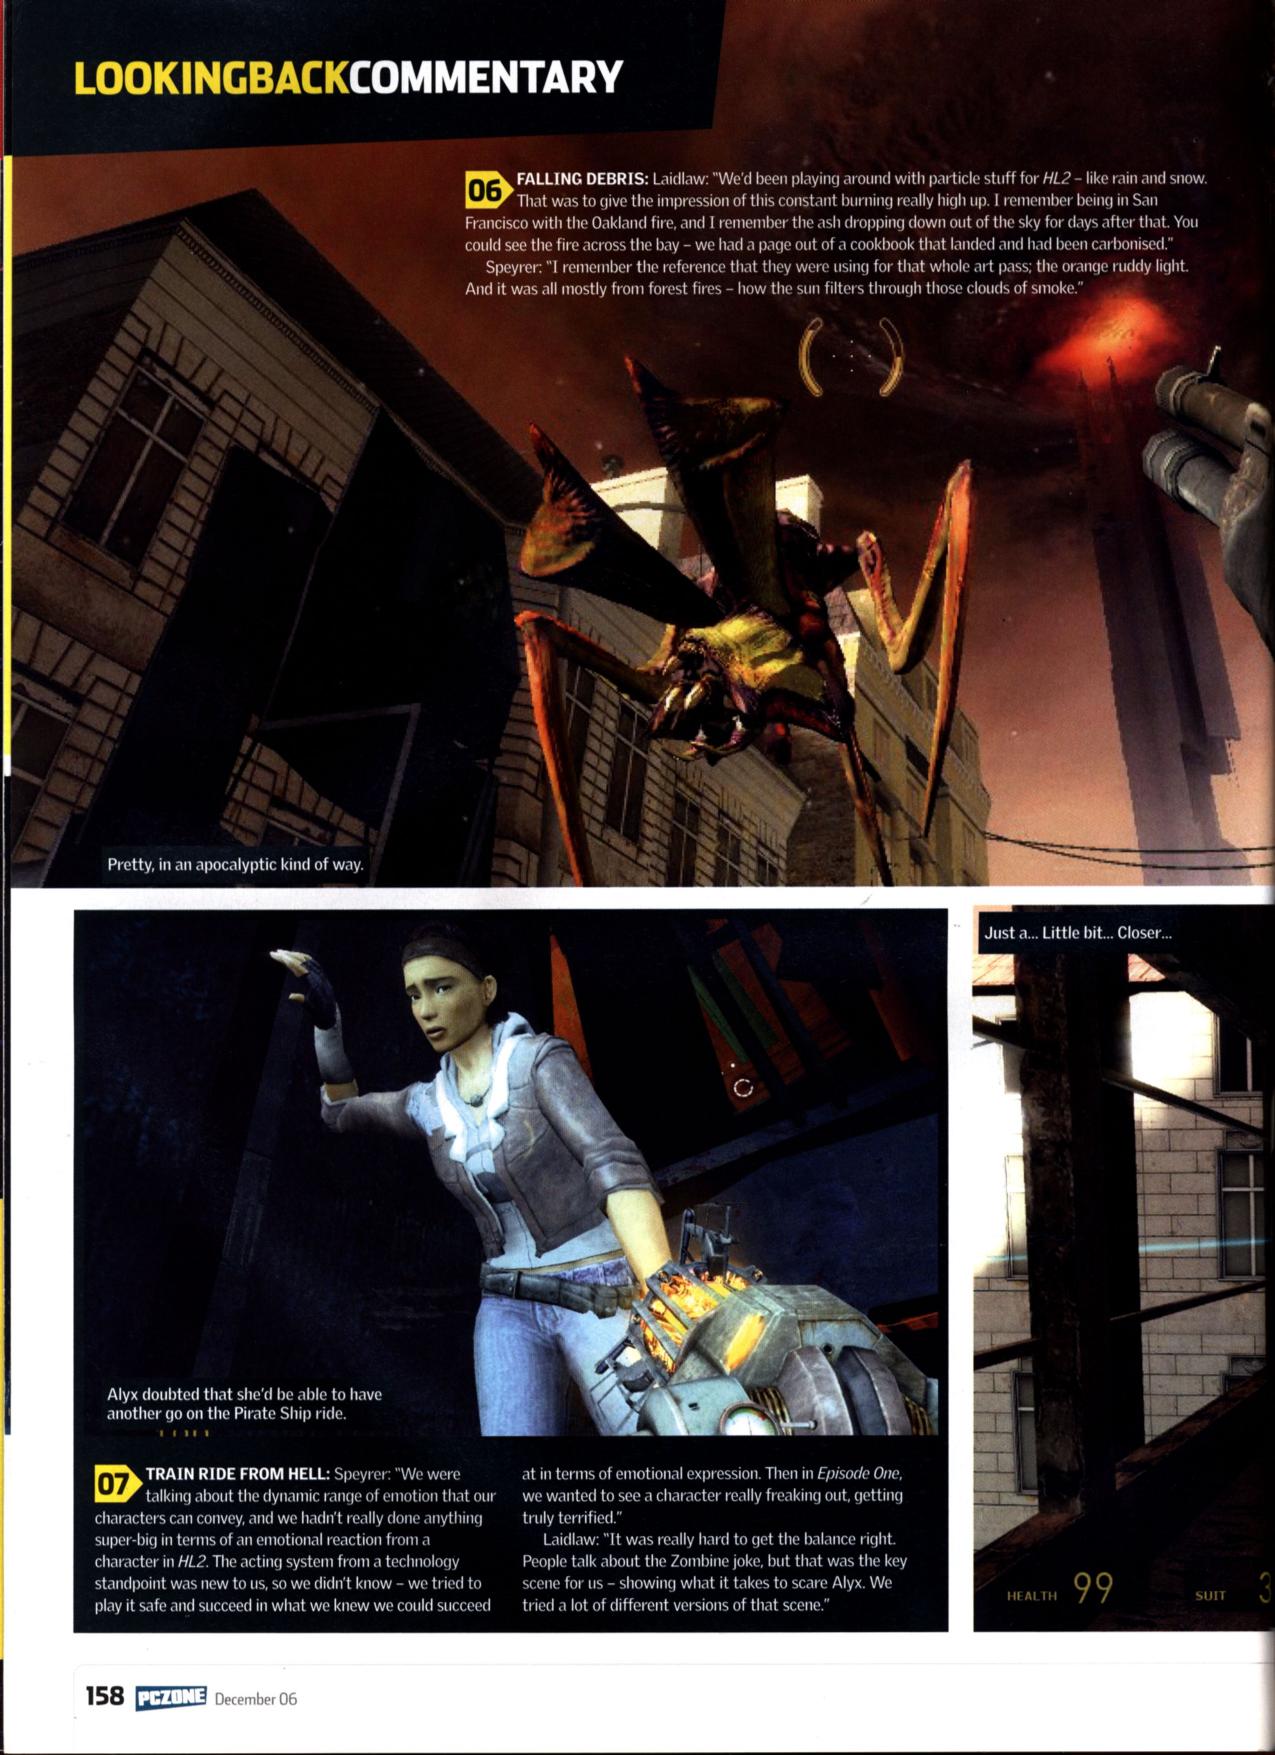 LOOKINGBACKCOMMENTARY
06 FALLING DEBRIS: Laidlaw: "We'd been playing around with particle stuff for HL2 – like rain and snow.
That was to give the impression of this constant burning really high up. I remember being in San
Francisco with the Oakland fire, and I remember the ash dropping down out of the sky for days after that. You
could see the fire across the bay – we had a page out of a cookbook that landed and had been carbonised."
Speyrer: "I remember the reference that they were using for that whole art pass; the orange ruddy light.
And it was all mostly from forest fires – how the sun filters through those clouds of smoke."
Pretty, in an apocalyptic kind of way.
Just a... Little bit... Closer...
Alyx doubted that she'd be able to have
another go on the Pirate Ship ride.
07 TRAIN RIDE FROM HELL: Speyrer: "We were
talking about the dynamic range of emotion that our
characters can convey, and we hadn't really done anything
super-big in terms of an emotional reaction from a
character in HL2. The acting system from a technology
standpoint was new to us, so we didn't know – we tried to
play it safe and succeed in what we knew we could succeed
at in terms of emotional expression. Then in Episode One,
we wanted to see a character really freaking out, getting
truly terrified."
Laidlaw: "It was really hard to get the balance right.
People talk about the Zombine joke, but that was the key
scene for us – showing what it takes to scare Alyx. We
tried a lot of different versions of that scene."
HEALTH 99 SUIT 3
158 PCZONE December 06